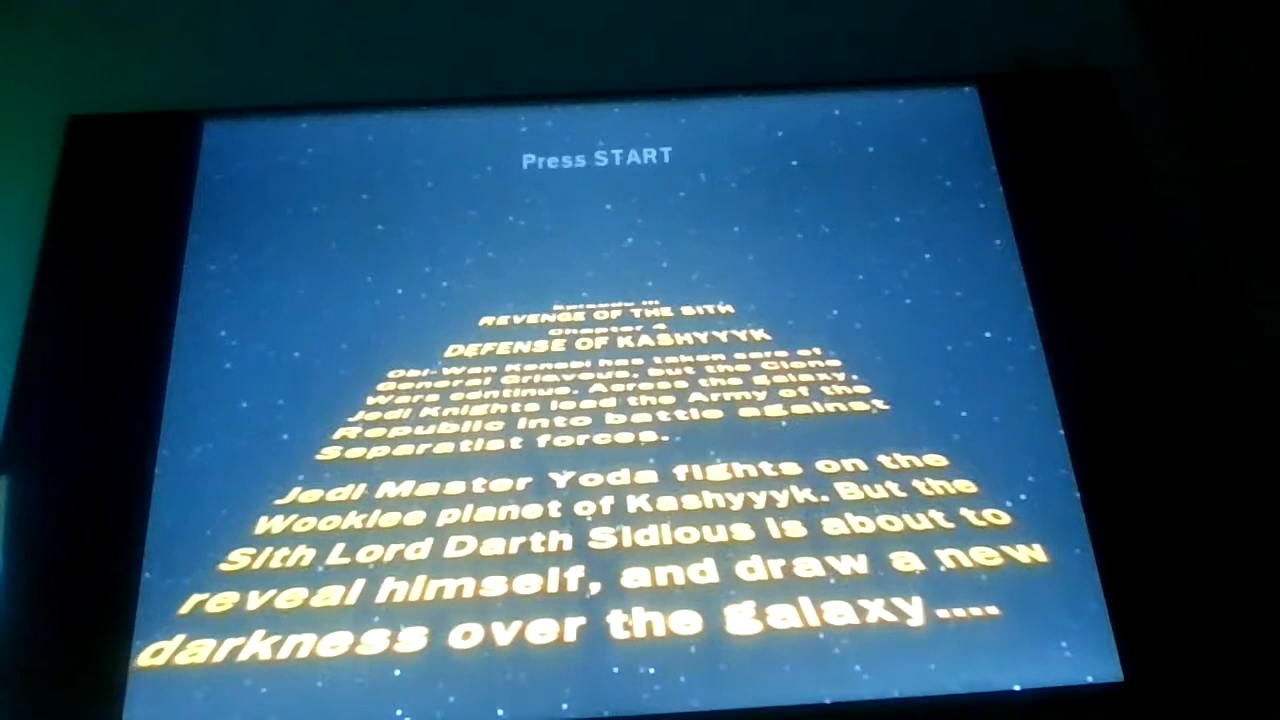 Press START
Episode III
REVENGE OF THE SITH
Chapter 4
DEFENSE OF KASHYYYK
Obi-Wan Kenobi has taken care of
General Grievous, but the Clone
Wars continue. Across the galaxy,
Jedi Knights lead the Army of the
Republic into battle against
Separatist forces.
Jedi Master Yoda fights on the
Wookiee planet of Kashyyyk. But the
Sith Lord Darth Sidious is about to
reveal himself, and draw a new
darkness over the galaxy....